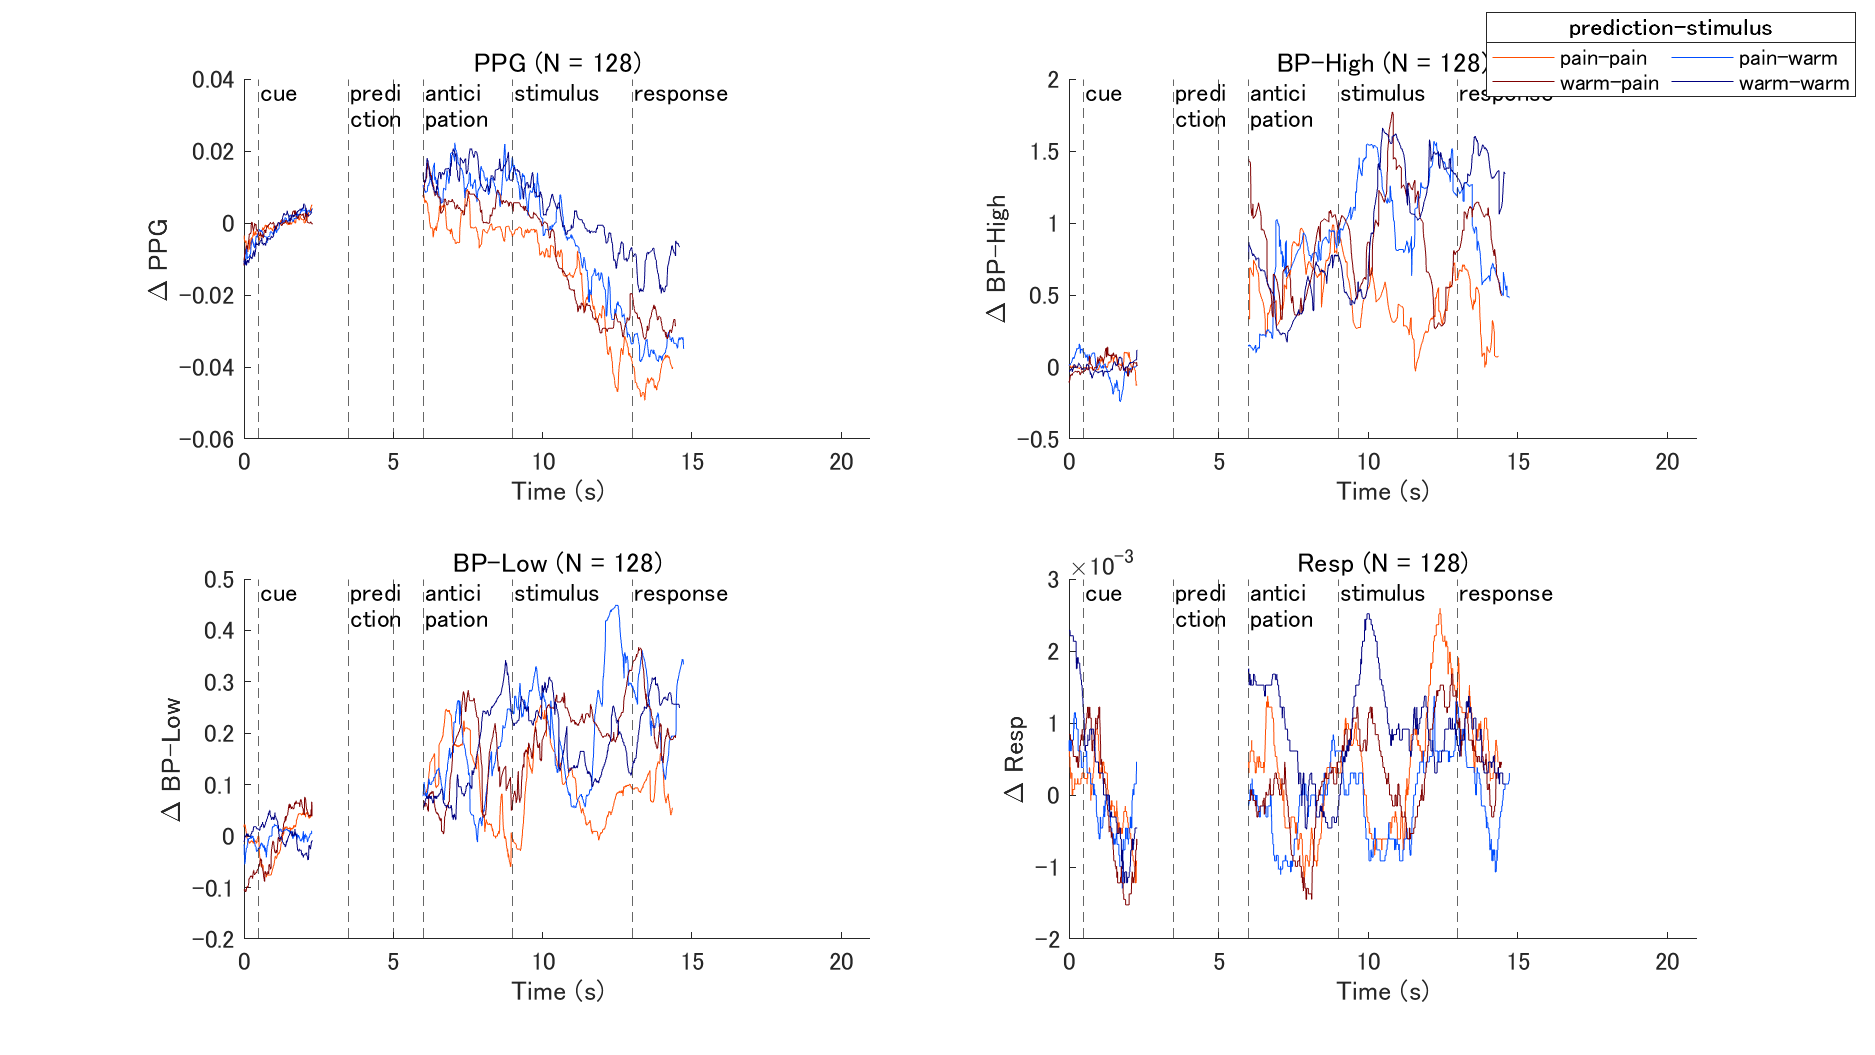 prediction-stimulus
pain-pain pain-warm
warm-pain warm-warm
PPG (N = 128)
0.04
0.02
0
-0.02
-0.04
-0.06
Δ PPG
cue
predi
ction
antici
pation
stimulus
response
0 5 10 15 20
Time (s)
BP-High (N = 128)
2
1.5
1
0.5
0
-0.5
Δ BP-High
cue
predi
ction
antici
pation
stimulus
response
0 5 10 15 20
Time (s)
BP-Low (N = 128)
0.5
0.4
0.3
0.2
0.1
0
-0.1
-0.2
Δ BP-Low
cue
predi
ction
antici
pation
stimulus
response
0 5 10 15 20
Time (s)
Resp (N = 128)
×10-3
3
2
1
0
-1
-2
Δ Resp
cue
predi
ction
antici
pation
stimulus
response
0 5 10 15 20
Time (s)